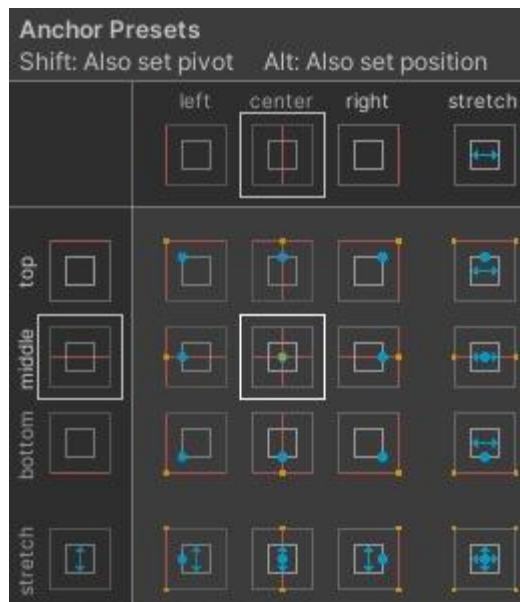 Anchor Presets
Shift: Also set pivot Alt: Also set position
left center right stretch
top
middle
bottom
stretch